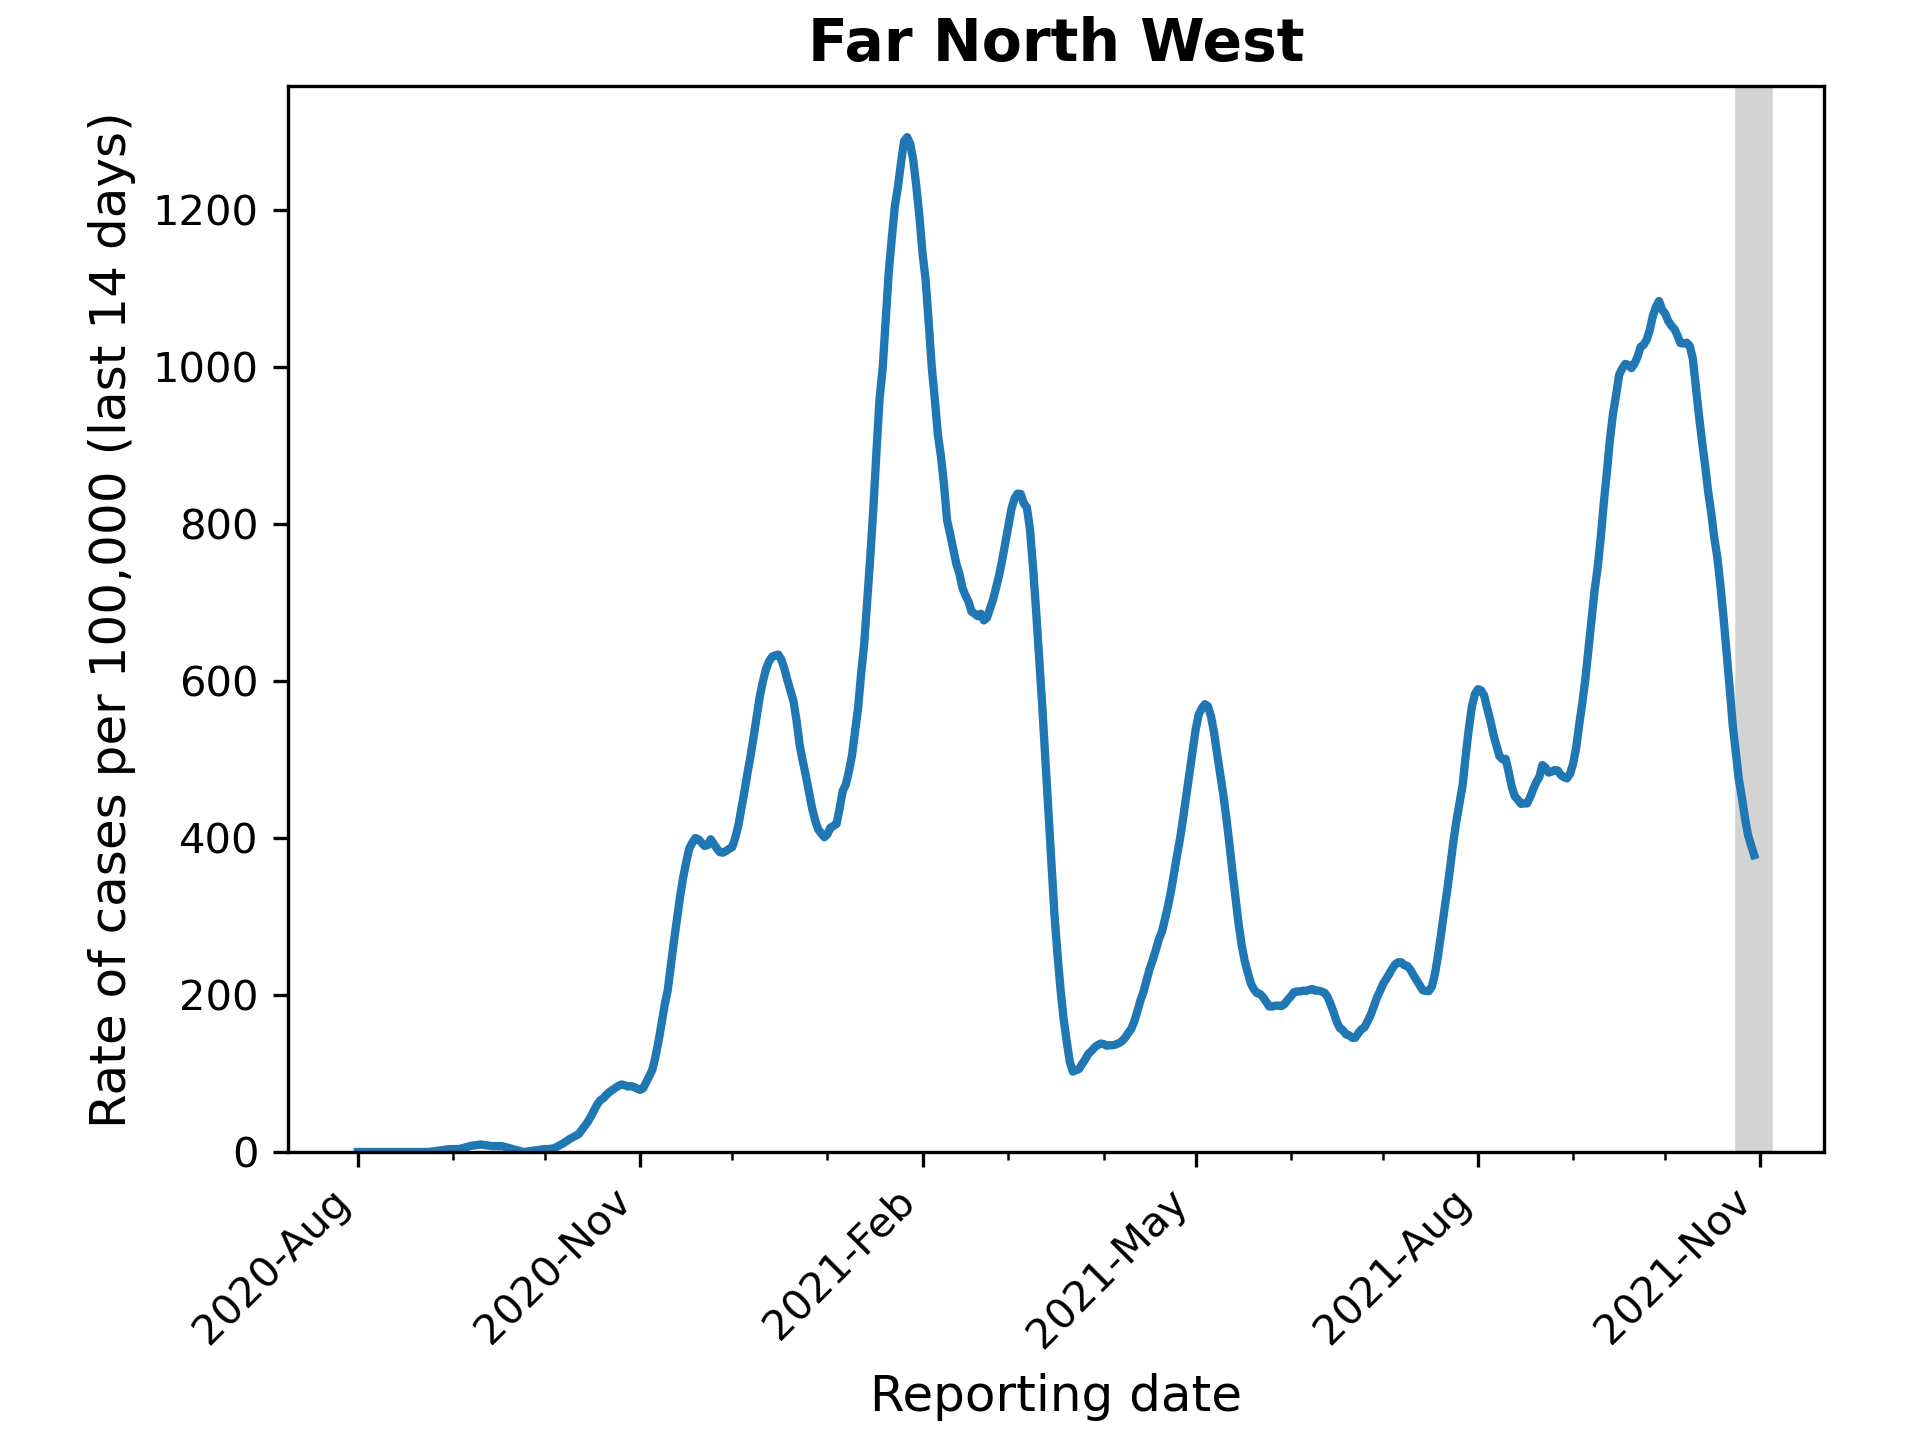 Far North West
Rate of cases per 100,000 (last 14 days)
1200
1000
800
600
400
200
0
2020-Aug
2020-Nov
2021-Feb
2021-May
2021-Aug
2021-Nov
Reporting date